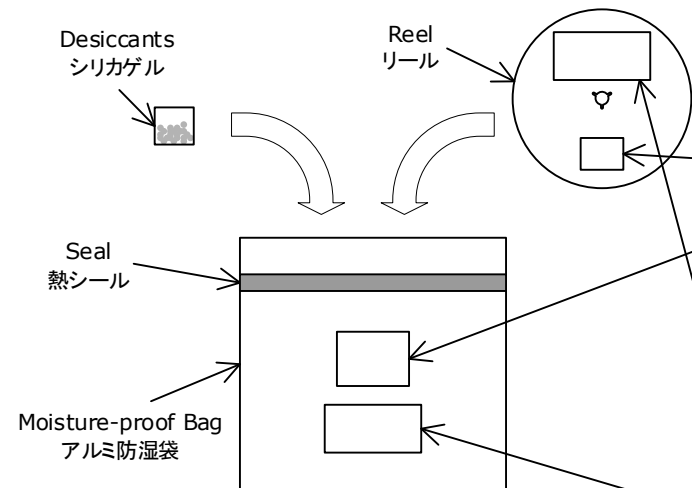 Desiccants
シリカゲル
Reel
リール
Seal
熱シール
Moisture-proof Bag
アルミ防湿袋